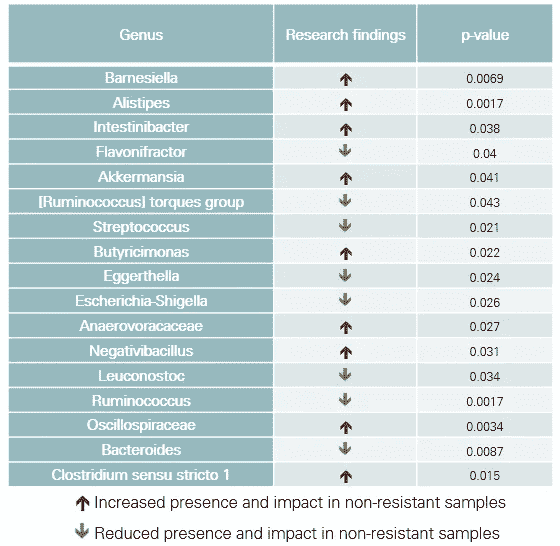 Genus Research findings p-value
Barnesiella ↑ 0.0069
Alistipes ↑ 0.0017
Intestinibacter ↑ 0.038
Flavonifractor ↓ 0.04
Akkermansia ↑ 0.041
[Ruminococcus] torques group ↓ 0.043
Streptococcus ↓ 0.021
Butyricimonas ↑ 0.022
Eggerthella ↓ 0.024
Escherichia-Shigella ↓ 0.026
Anaerovoracaceae ↑ 0.027
Negativibacillus ↑ 0.031
Leuconostoc ↓ 0.034
Ruminococcus ↓ 0.0017
Oscillospiraceae ↑ 0.0034
Bacteroides ↓ 0.0087
Clostridium sensu stricto 1 ↑ 0.015
↑ Increased presence and impact in non-resistant samples
↓ Reduced presence and impact in non-resistant samples